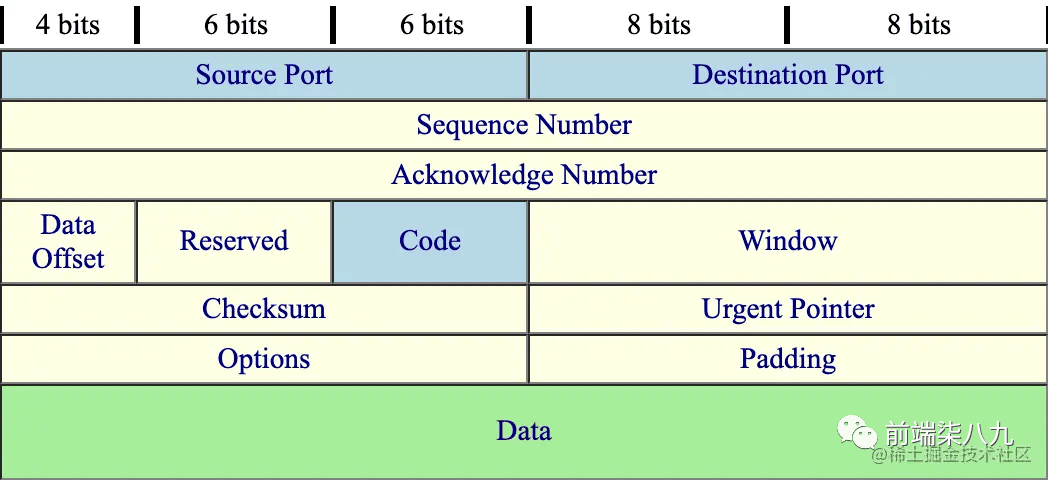 4 bits 6 bits 6 bits 8 bits 8 bits
Source Port Destination Port
Sequence Number
Acknowledge Number
Data
Offset Reserved Code Window
Checksum Urgent Pointer
Options Padding
Data
前端柒八九
@稀土掘金技术社区